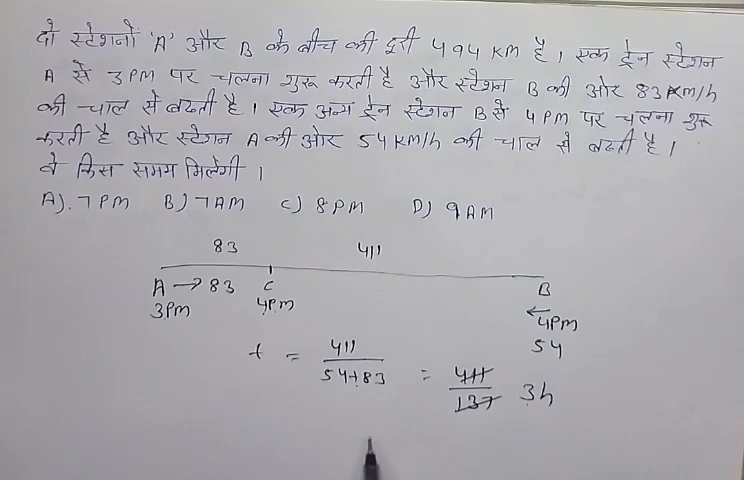 दो स्टेशनों 'A' और B के बीच की दूरी 494 KM है। एक ट्रेन स्टेशन
A से 3PM पर चलना शुरू करती है और स्टेशन B की ओर 83 KM/h
की चाल से बढती है। एक अन्य ट्रेन स्टेशन B से 4 PM पर चलना शुरू
करती है और स्टेशन A की ओर 54 KM/h की चाल से बढती है।
वे किस समय मिलेगी।
A). 7 PM B) 7 AM C) 8 PM D) 9 AM
83 411
A → 83 C B
3PM 4PM ← 4PM
54
t = 411 / 54+83 = 411 / 137 3h